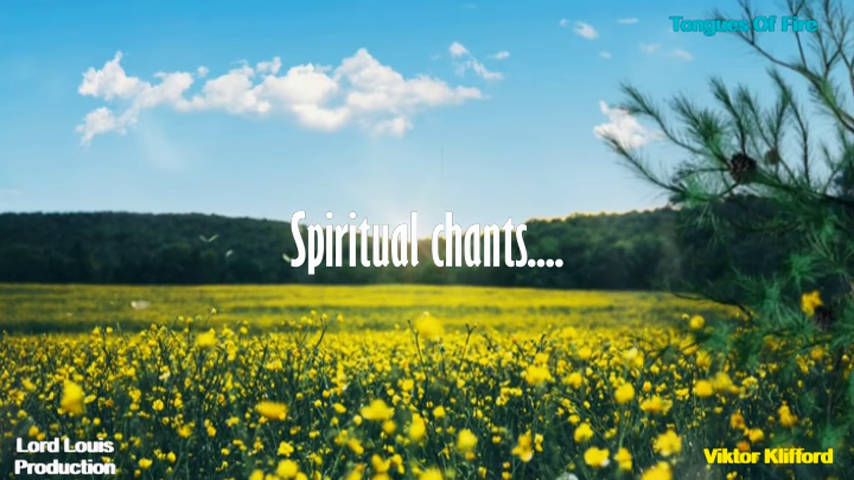 Tongues Of Fire
Spiritual chants....
Lord Louis
Production
Viktor Klifford